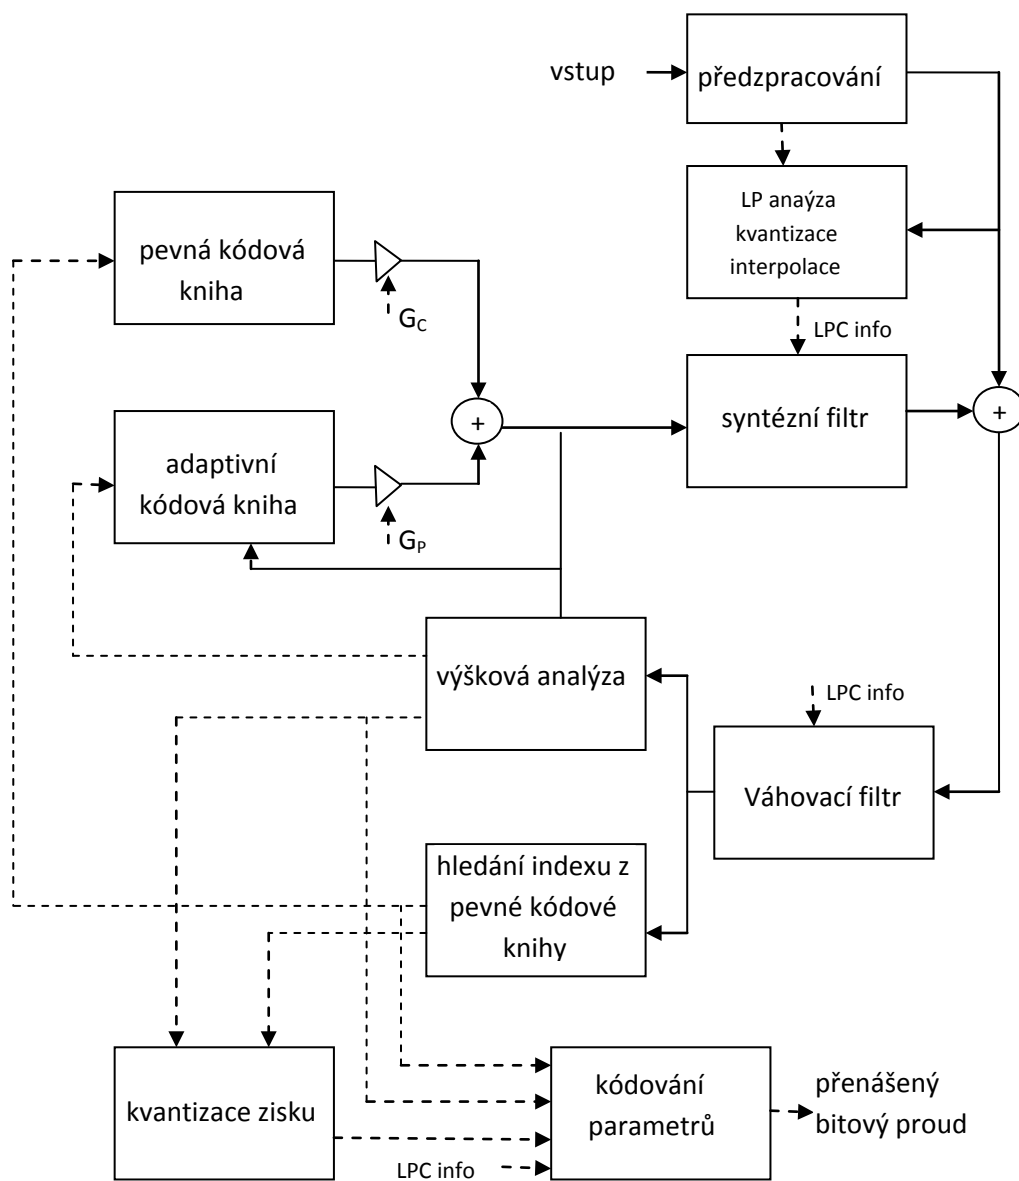 vstup
předzpracování
LP anaýza
kvantizace
interpolace
LPC info
pevná kódová
kniha
G_C
+
syntézní filtr
+
adaptivní
kódová kniha
G_P
výšková analýza
LPC info
Váhovací filtr
hledání indexu z
pevné kódové
knihy
kvantizace zisku
kódování
parametrů
přenášený
bitový proud
LPC info